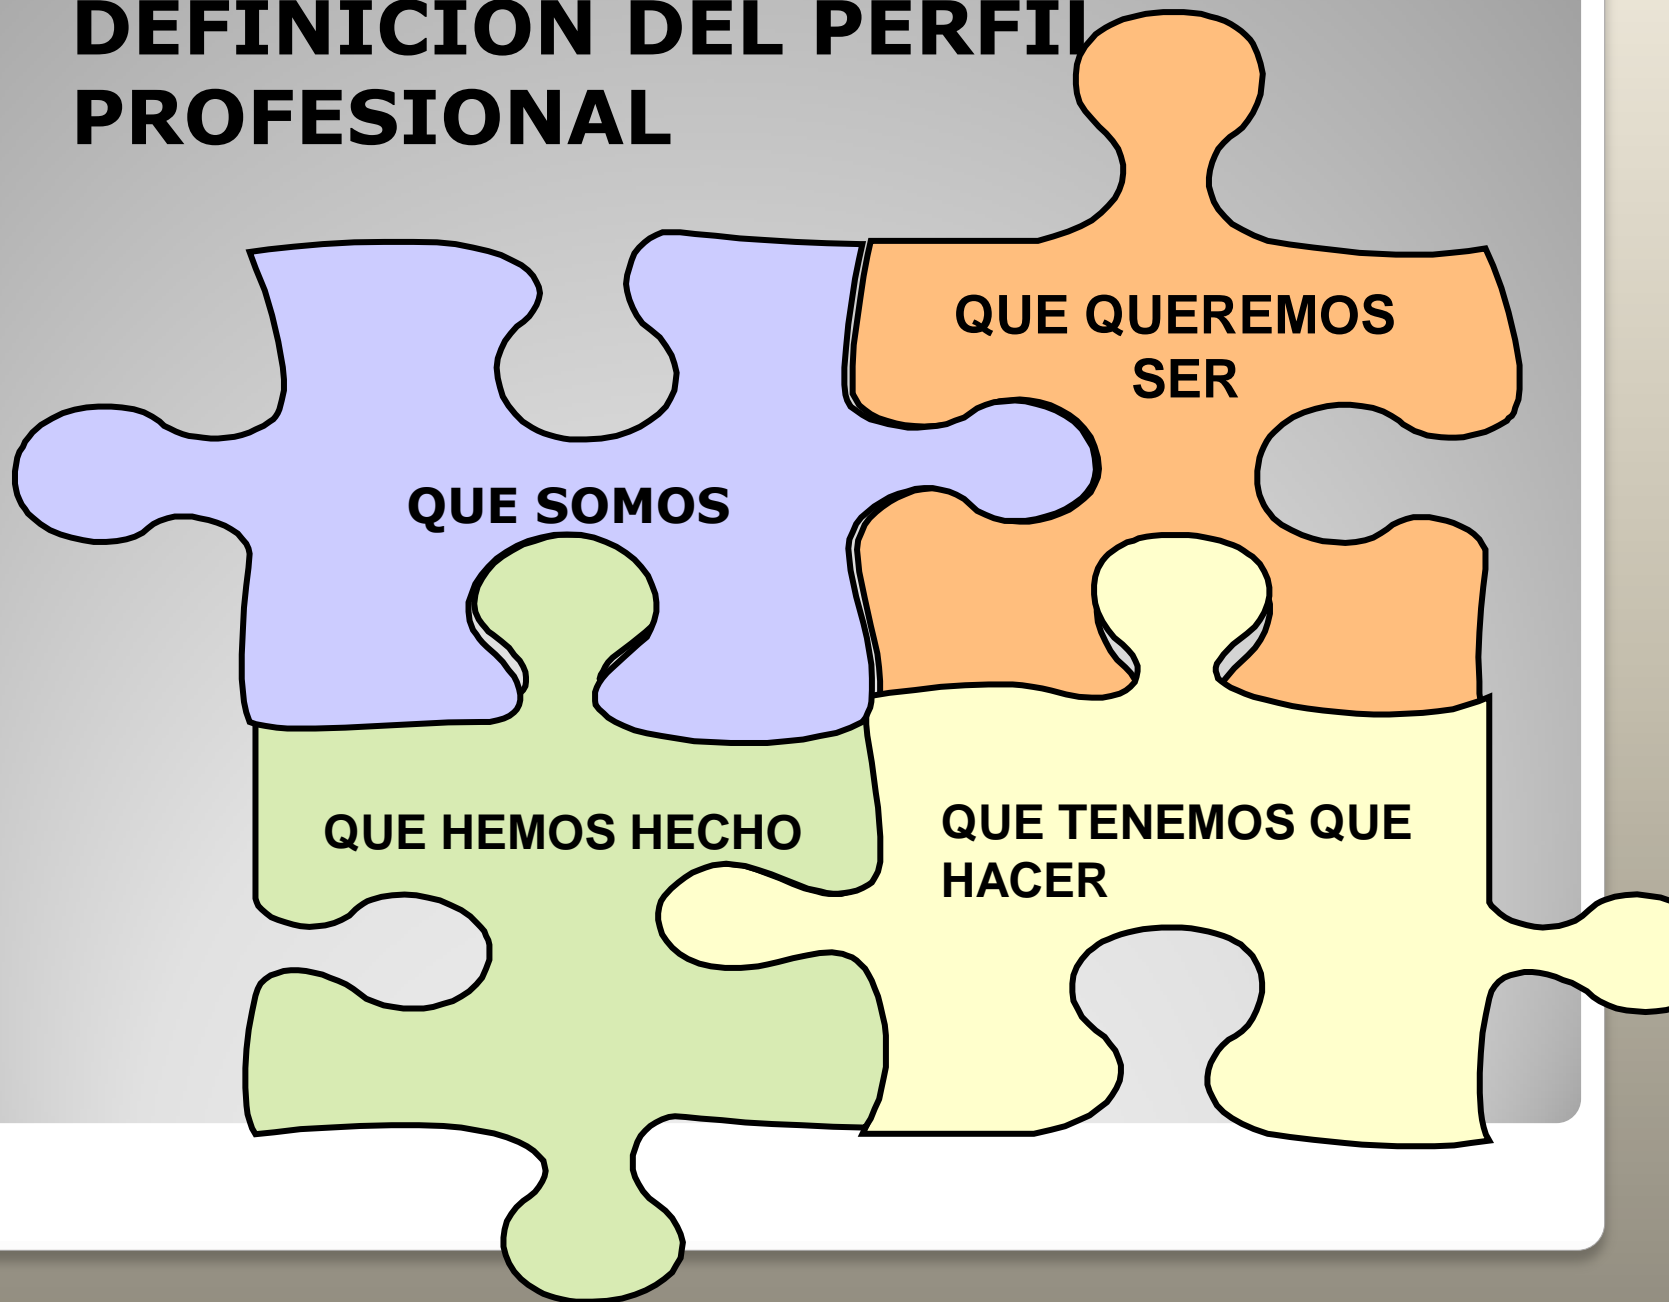 DEFINICION DEL PERFIL
PROFESIONAL
QUE QUEREMOS
SER
QUE SOMOS
QUE HEMOS HECHO
QUE TENEMOS QUE
HACER